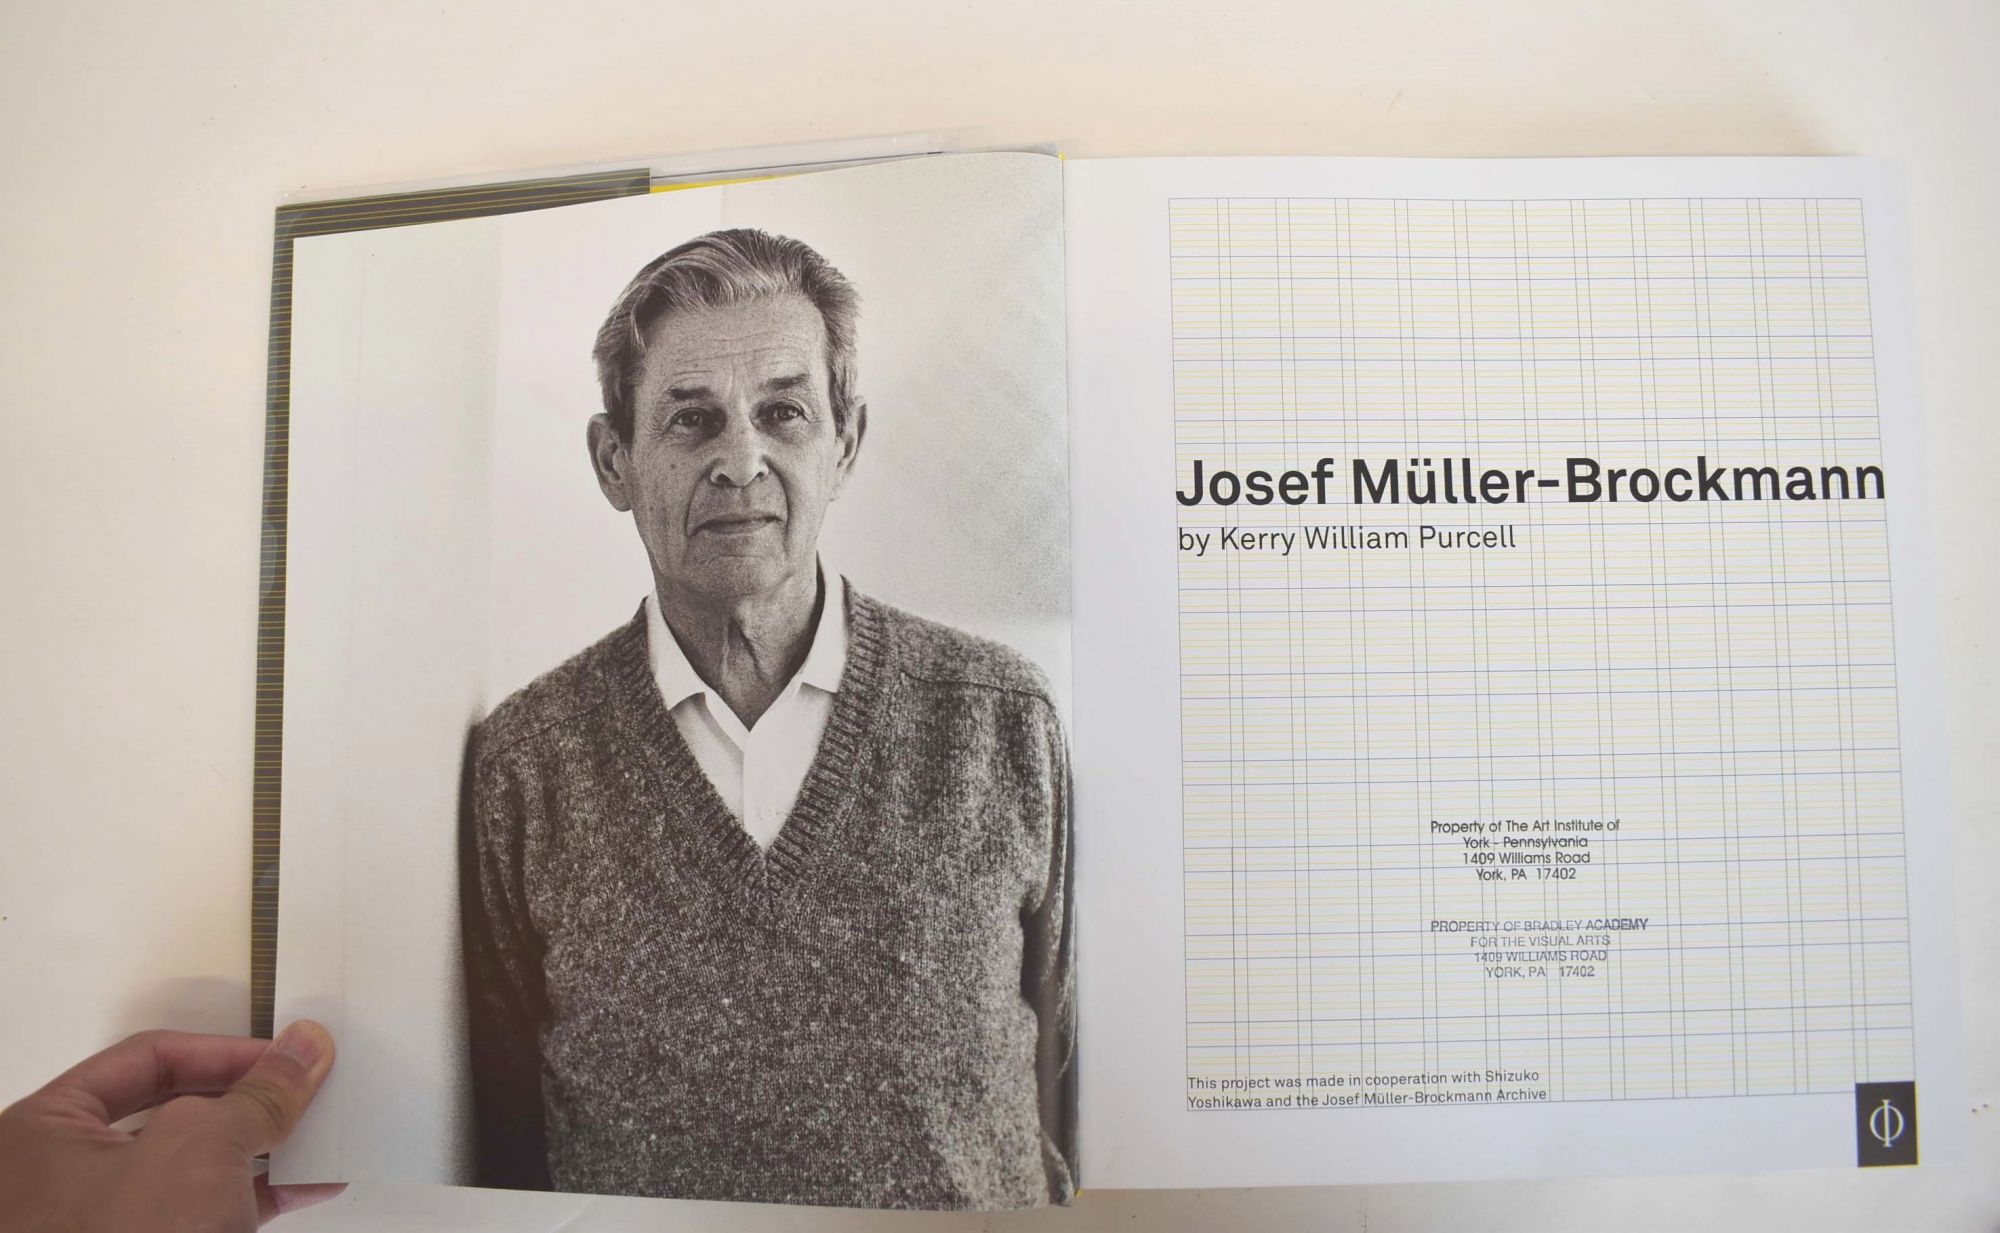 Josef Müller-Brockmann
by Kerry William Purcell
Property of The Art Institute of
York - Pennsylvania
1409 Williams Road
York, PA 17402
PROPERTY OF BRADLEY ACADEMY
FOR THE VISUAL ARTS
1409 WILLIAMS ROAD
YORK, PA 17402
This project was made in cooperation with Shizuko
Yoshikawa and the Josef Müller-Brockmann Archive